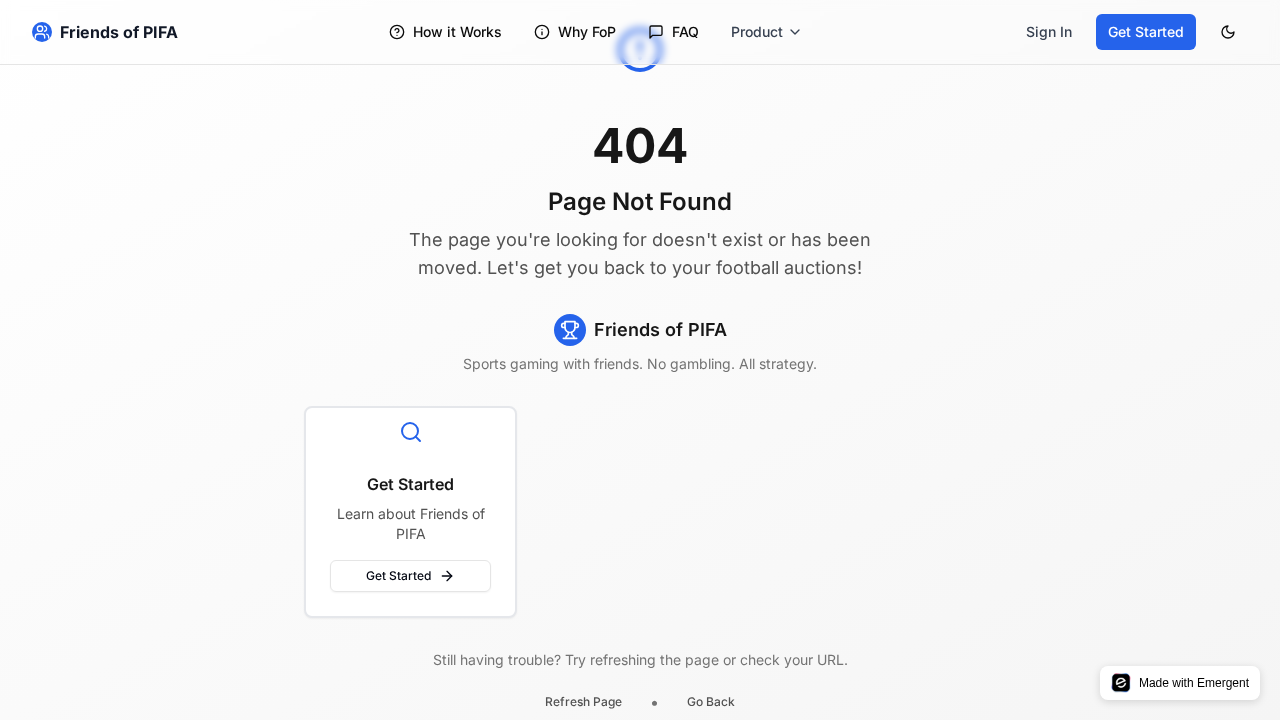 Friends of PIFA
How it Works
Why FoP
FAQ
Product
Sign In
Get Started
404
Page Not Found
The page you're looking for doesn't exist or has been
moved. Let's get you back to your football auctions!
Friends of PIFA
Sports gaming with friends. No gambling. All strategy.
Get Started
Learn about Friends of
PIFA
Get Started
Still having trouble? Try refreshing the page or check your URL.
Refresh Page
Go Back
Made with Emergent